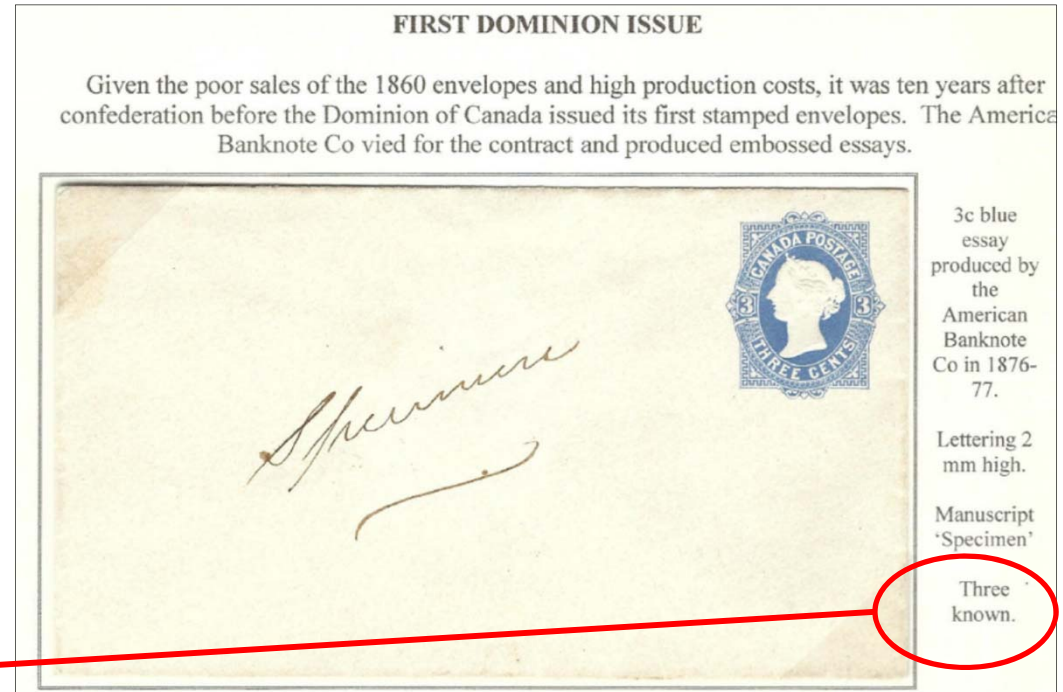 FIRST DOMINION ISSUE
Given the poor sales of the 1860 envelopes and high production costs, it was ten years after
confederation before the Dominion of Canada issued its first stamped envelopes. The America
Banknote Co vied for the contract and produced embossed essays.
CANADA POSTAGE
3 3
THREE CENTS
Specimen
3c blue
essay
produced by
the
American
Banknote
Co in 1876-
77.
Lettering 2
mm high.
Manuscript
‘Specimen’
Three
known.